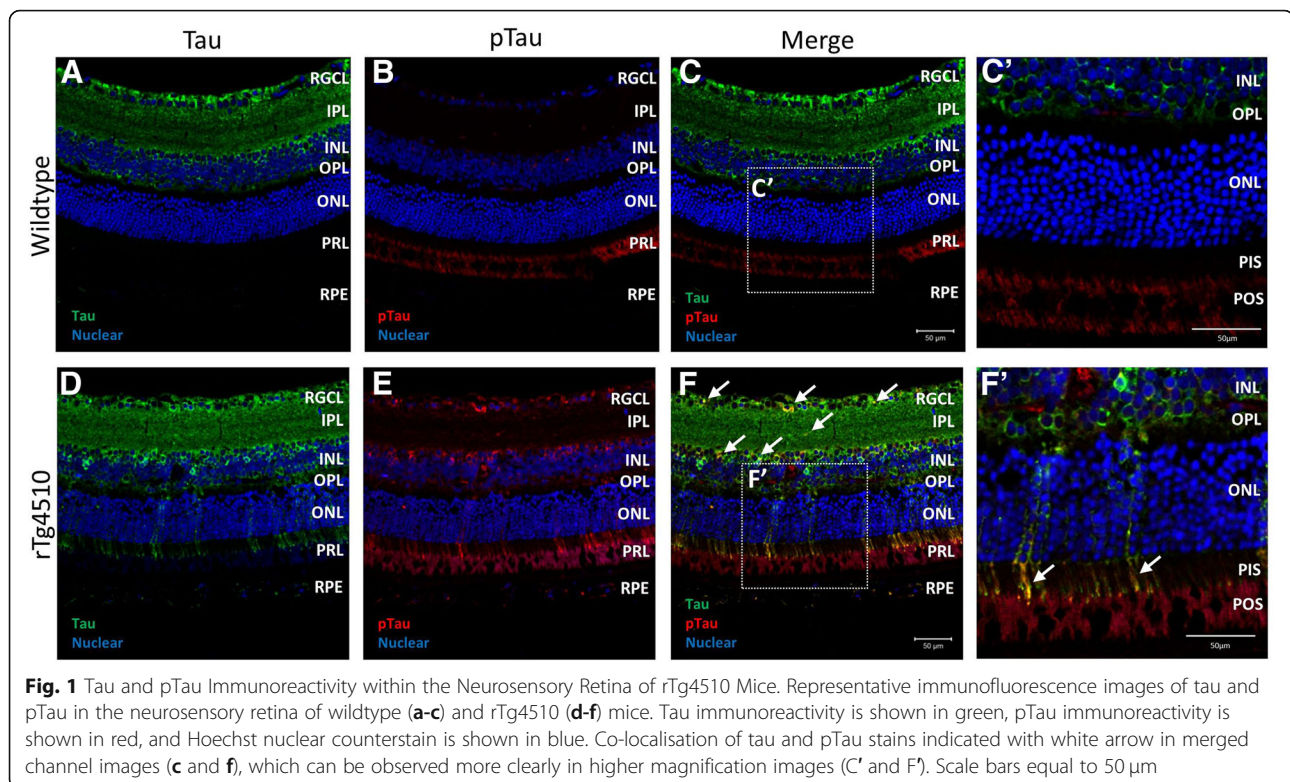 Tau pTau Merge
Wildtype
A RGCL IPL INL OPL ONL PRL RPE
Tau
Nuclear
B RGCL IPL INL OPL ONL PRL RPE
pTau
Nuclear
C RGCL IPL INL OPL C' ONL PRL RPE
Tau
pTau
Nuclear
50 µm
C' INL OPL ONL PIS POS
50µm
rTg4510
D RGCL IPL INL OPL ONL PRL RPE
Tau
Nuclear
E RGCL IPL INL OPL ONL PRL RPE
pTau
Nuclear
F RGCL IPL INL F' OPL ONL PRL RPE
Tau
pTau
Nuclear
50 µm
F' INL OPL ONL PIS POS
50µm
Fig. 1 Tau and pTau Immunoreactivity within the Neurosensory Retina of rTg4510 Mice. Representative immunofluorescence images of tau and
pTau in the neurosensory retina of wildtype (a-c) and rTg4510 (d-f) mice. Tau immunoreactivity is shown in green, pTau immunoreactivity is
shown in red, and Hoechst nuclear counterstain is shown in blue. Co-localisation of tau and pTau stains indicated with white arrow in merged
channel images (c and f), which can be observed more clearly in higher magnification images (C' and F'). Scale bars equal to 50 µm